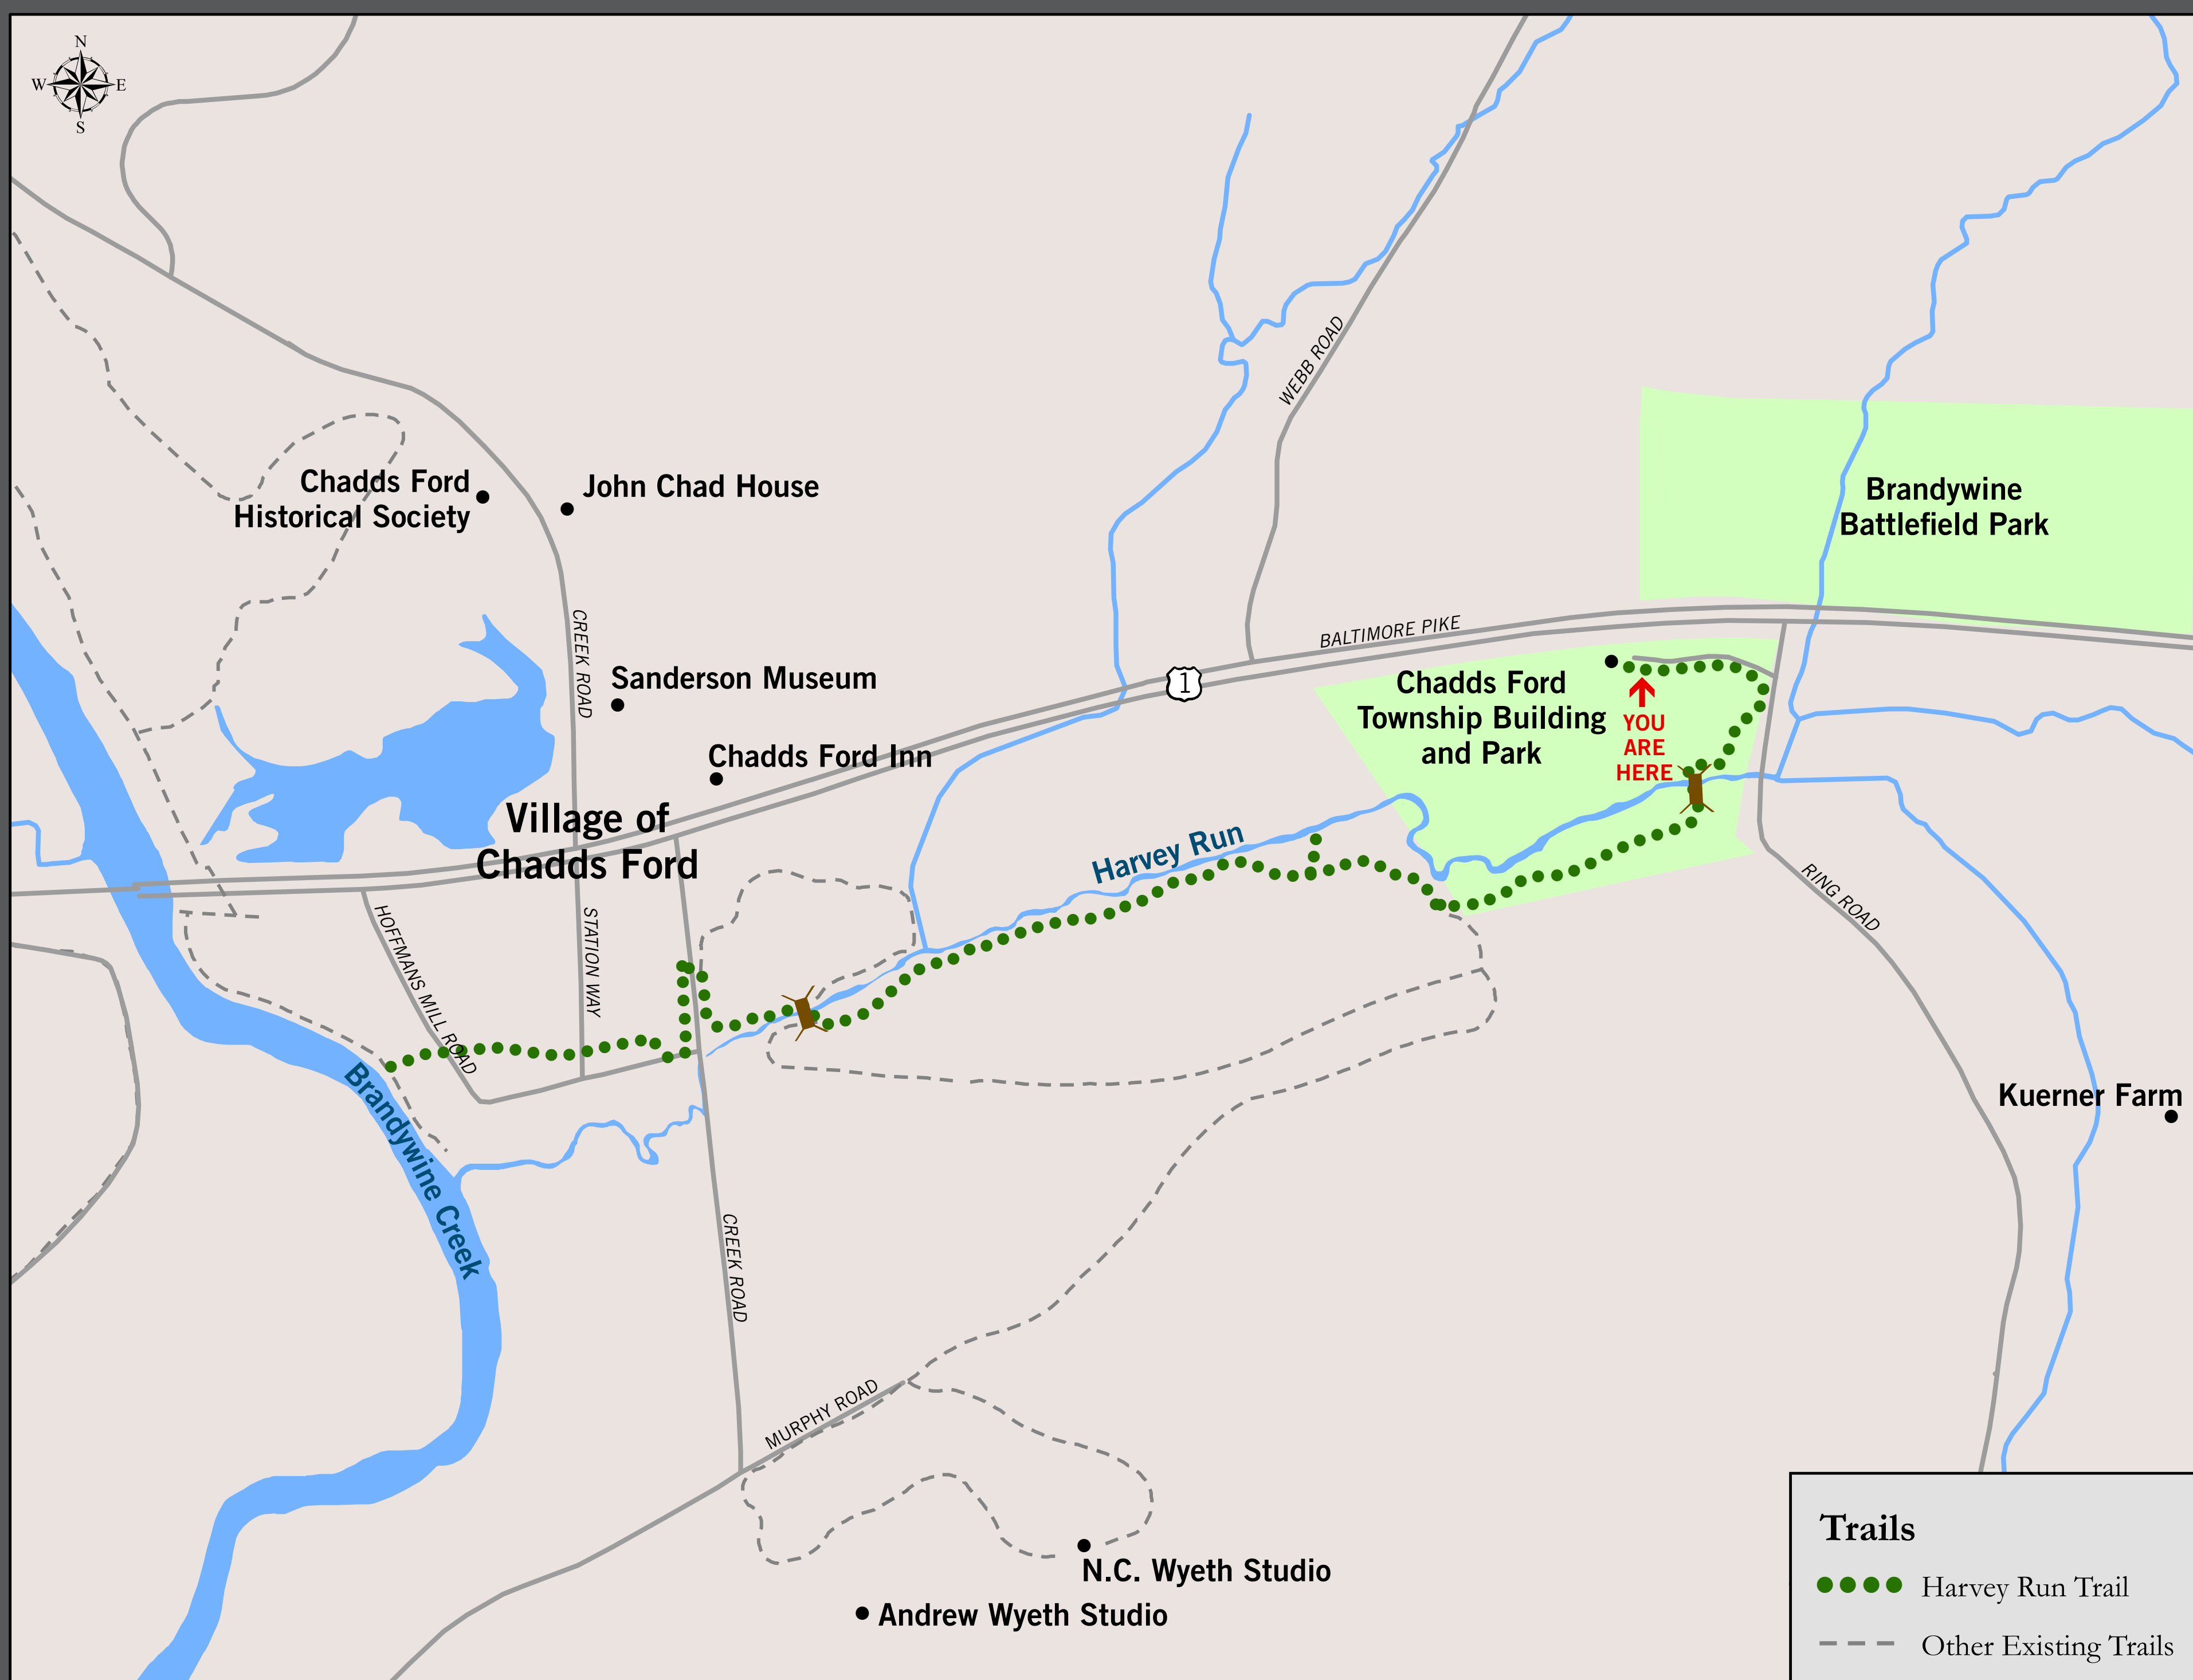 N
W
E
S
WEBB ROAD
Chadds Ford
Historical Society
John Chad House
Brandywine
Battlefield Park
CREEK ROAD
BALTIMORE PIKE
Sanderson Museum
1
Chadds Ford
Township Building
and Park
YOU
ARE
HERE
Chadds Ford Inn
Village of
Chadds Ford
Harvey Run
RING ROAD
HOFFMANS MILL ROAD
STATION WAY
Brandywine Creek
Kuerner Farm
CREEK ROAD
MURPHY ROAD
N.C. Wyeth Studio
Andrew Wyeth Studio
Trails
Harvey Run Trail
Other Existing Trails